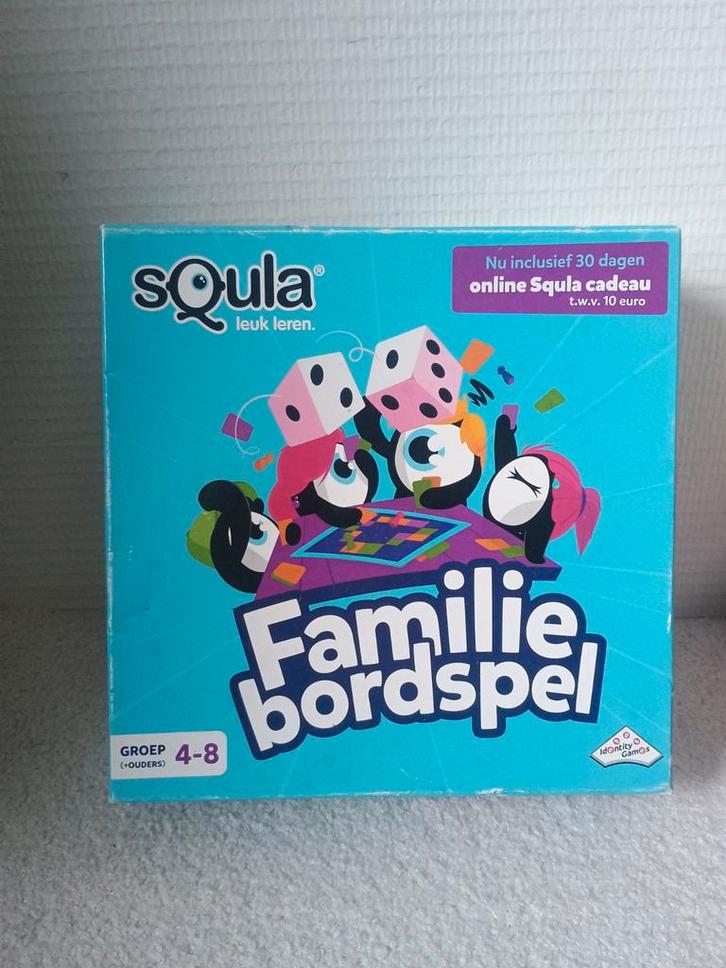 sQula®
leuk leren.
Nu inclusief 30 dagen
online Squla cadeau
t.w.v. 10 euro
Familie
bordspel
GROEP
(+OUDERS)
4-8
Identity
Games